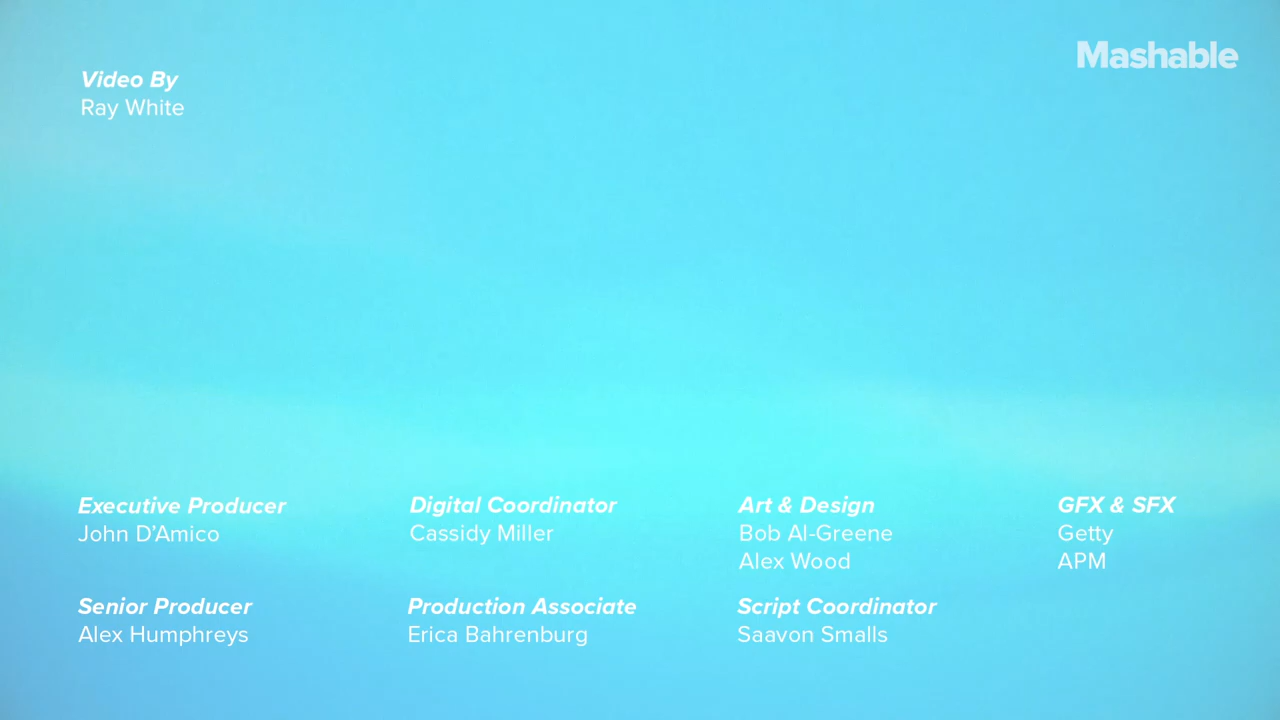 Mashable
Video By
Ray White
Executive Producer
John D'Amico
Digital Coordinator
Cassidy Miller
Art & Design
Bob Al-Greene
Alex Wood
GFX & SFX
Getty
APM
Senior Producer
Alex Humphreys
Production Associate
Erica Bahrenburg
Script Coordinator
Saavon Smalls